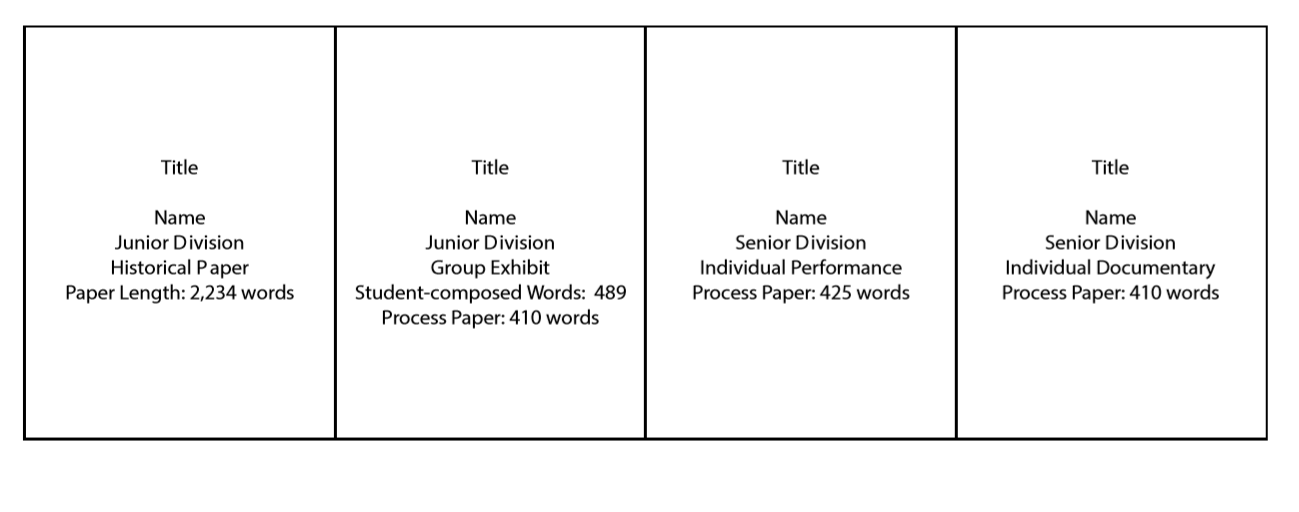 Title
Name
Junior Division
Historical Paper
Paper Length: 2,234 words
Title
Name
Junior Division
Group Exhibit
Student-composed Words: 489
Process Paper: 410 words
Title
Name
Senior Division
Individual Performance
Process Paper: 425 words
Title
Name
Senior Division
Individual Documentary
Process Paper: 410 words